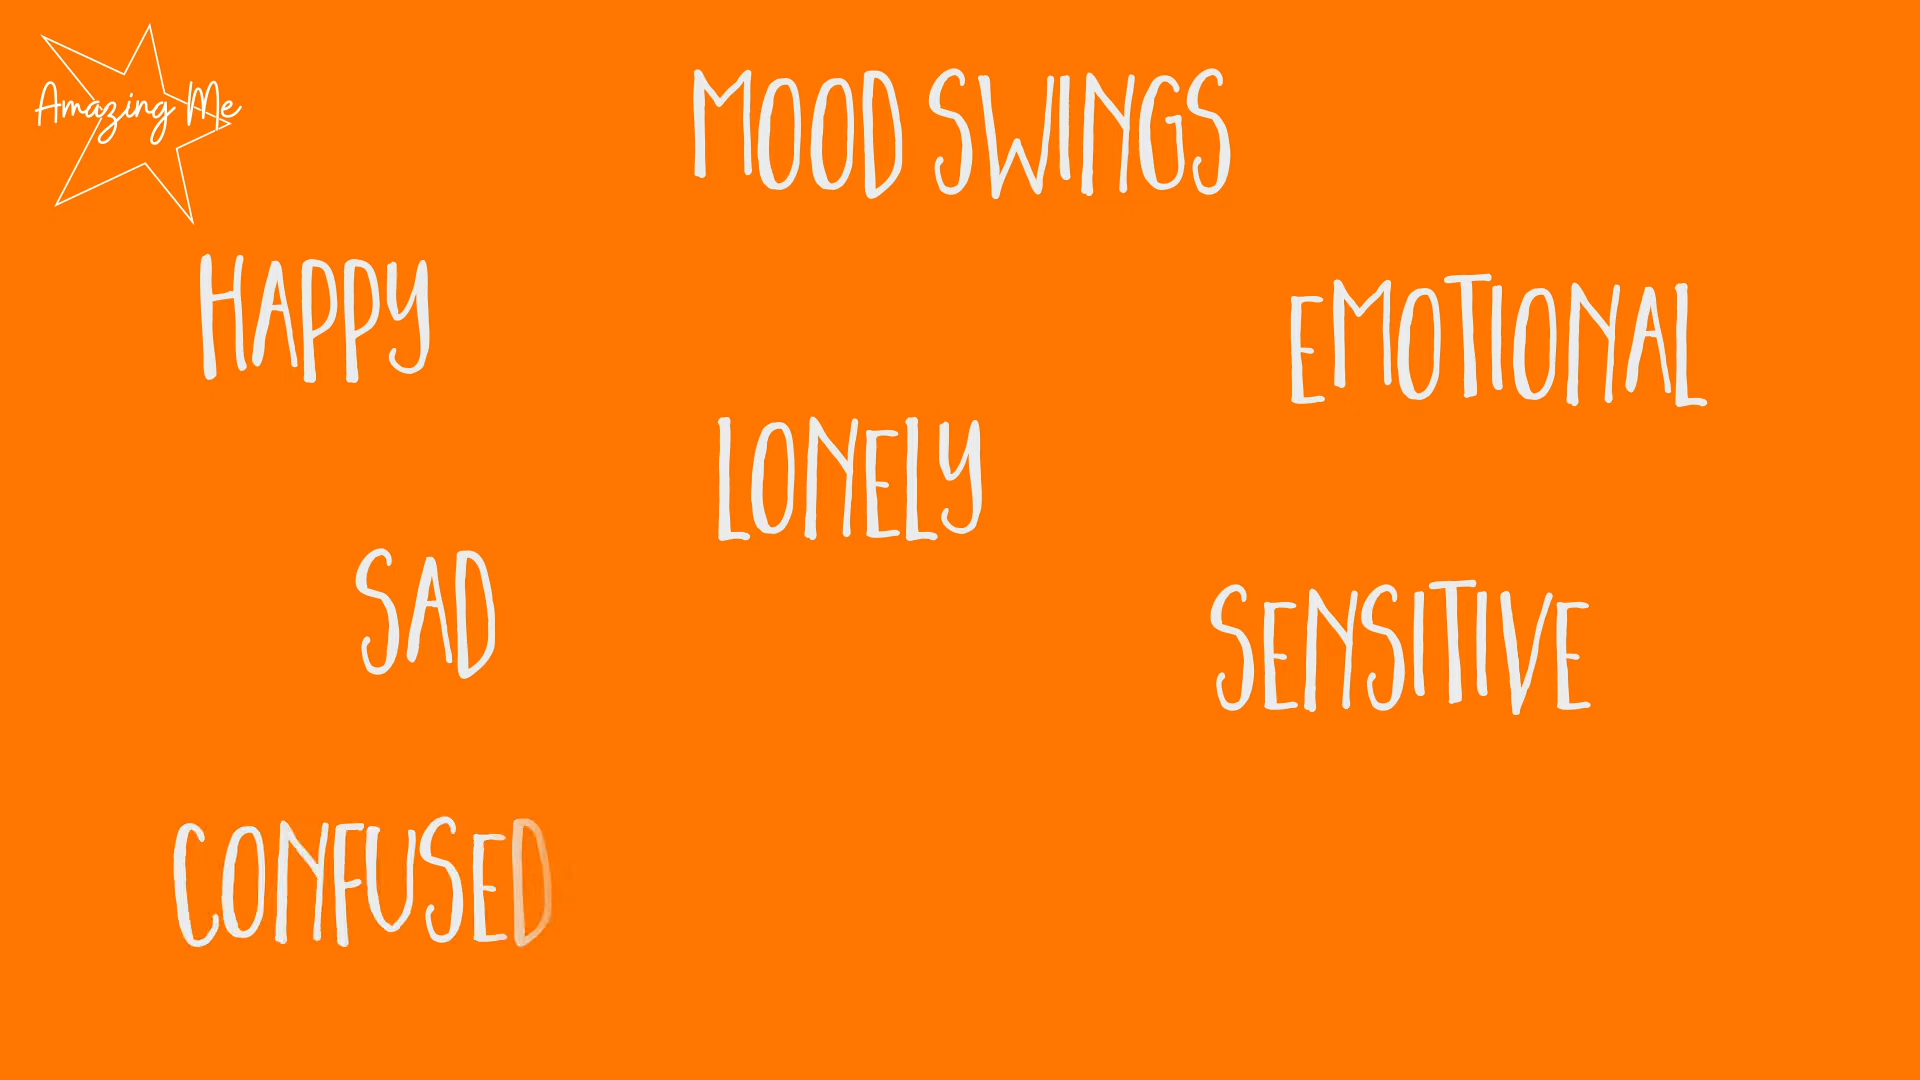 Amazing Me
MOOD SWINGS
HAPPY
EMOTIONAL
LONELY
SAD
SENSITIVE
CONFUSED